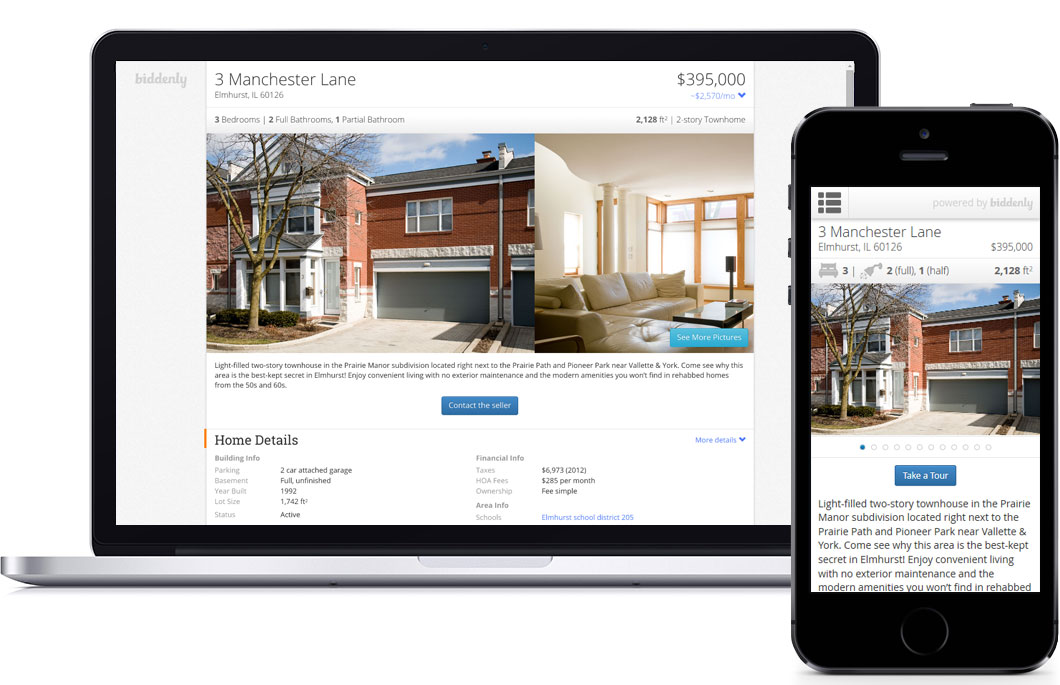 biddenly
3 Manchester Lane
$395,000
Elmhurst, IL 60126
~$2,570/mo
3 Bedrooms | 2 Full Bathrooms, 1 Partial Bathroom
2,128 ft² | 2-story Townhome
See More Pictures
Light-filled two-story townhouse in the Prairie Manor subdivision located right next to the Prairie Path and Pioneer Park near Vallette & York. Come see why this
area is the best-kept secret in Elmhurst! Enjoy convenient living with no exterior maintenance and the modern amenities you won't find in rehabbed homes
from the 50s and 60s.
Contact the seller
Home Details
More details
Building Info
Parking 2 car attached garage
Basement Full, unfinished
Year Built 1992
Lot Size 1,742 ft²
Status Active
Financial Info
Taxes $6,973 (2012)
HOA Fees $285 per month
Ownership Fee simple
Area Info
Schools Elmhurst school district 205
powered by biddenly
3 Manchester Lane
Elmhurst, IL 60126 $395,000
3 | 2 (full), 1 (half) 2,128 ft²
Take a Tour
Light-filled two-story townhouse in the Prairie
Manor subdivision located right next to the
Prairie Path and Pioneer Park near Vallette &
York. Come see why this area is the best-kept
secret in Elmhurst! Enjoy convenient living
with no exterior maintenance and the
modern amenities you won't find in rehabbed